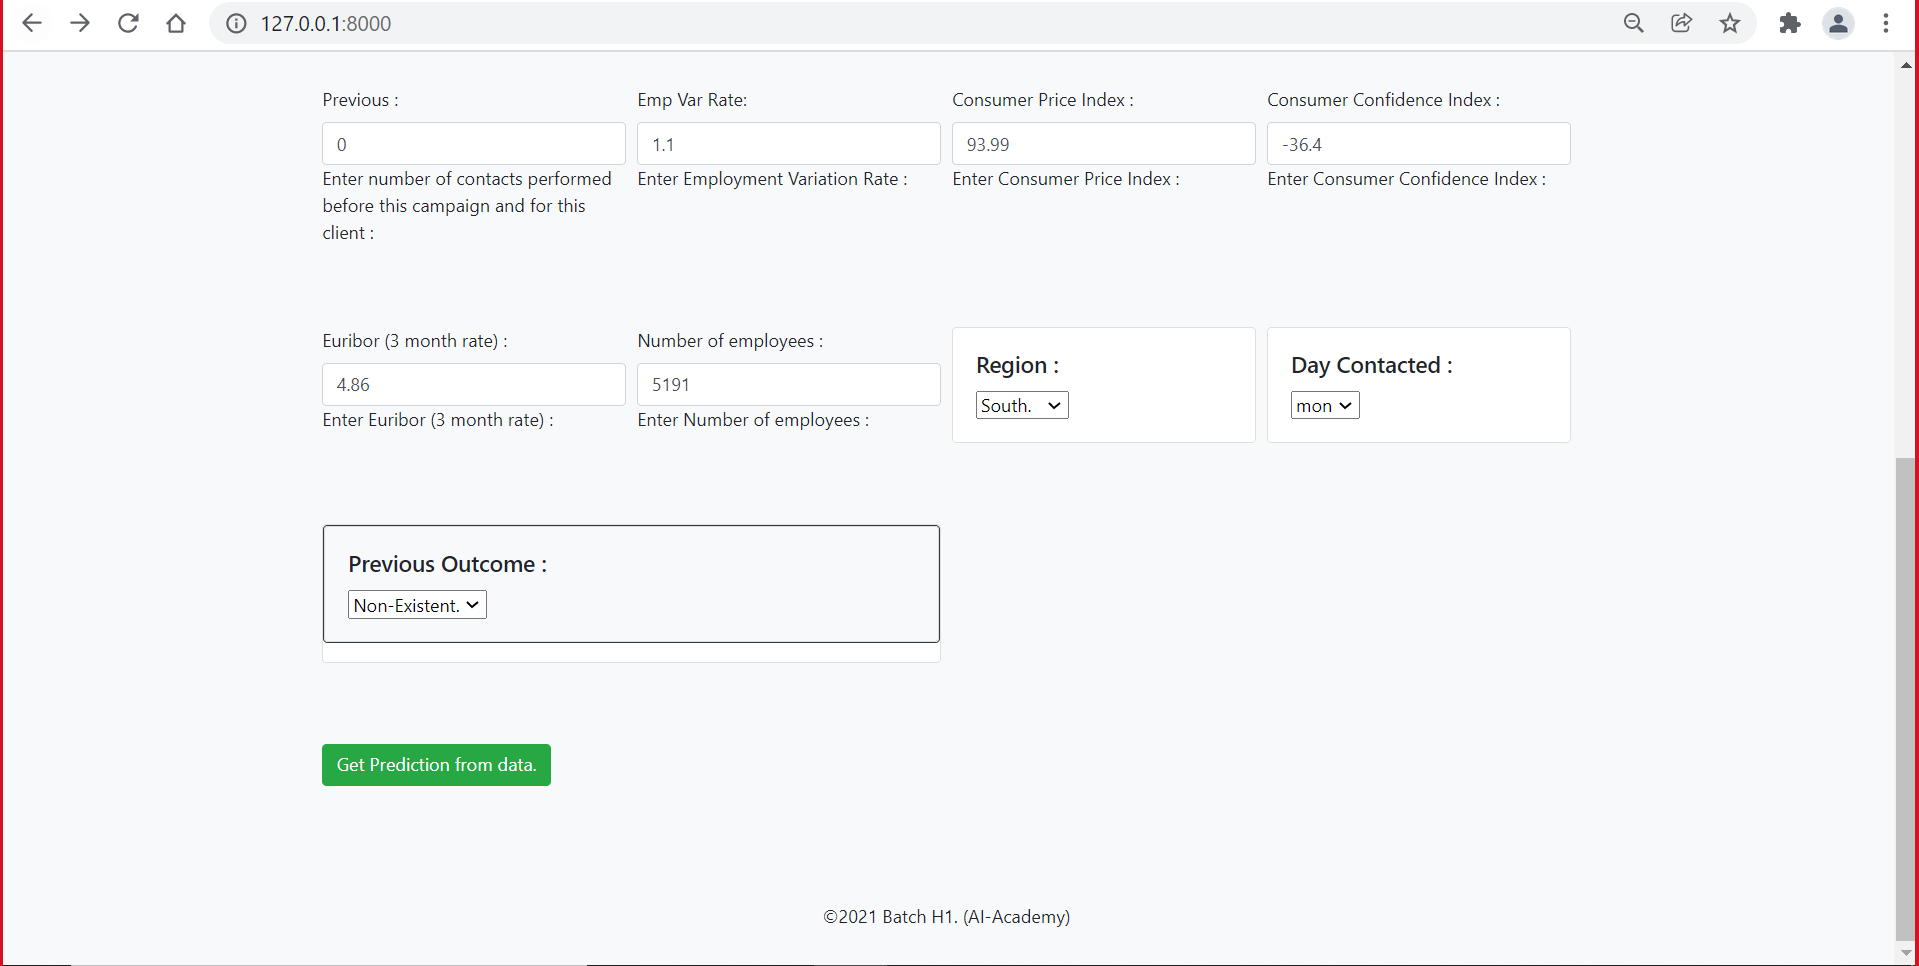 127.0.0.1:8000
Previous :
Emp Var Rate:
Consumer Price Index :
Consumer Confidence Index :
0
1.1
93.99
-36.4
Enter number of contacts performed
before this campaign and for this
client :
Enter Employment Variation Rate :
Enter Consumer Price Index :
Enter Consumer Confidence Index :
Euribor (3 month rate) :
Number of employees :
4.86
5191
Enter Euribor (3 month rate) :
Enter Number of employees :
Region :
South.
Day Contacted :
mon
Previous Outcome :
Non-Existent.
Get Prediction from data.
©2021 Batch H1. (AI-Academy)